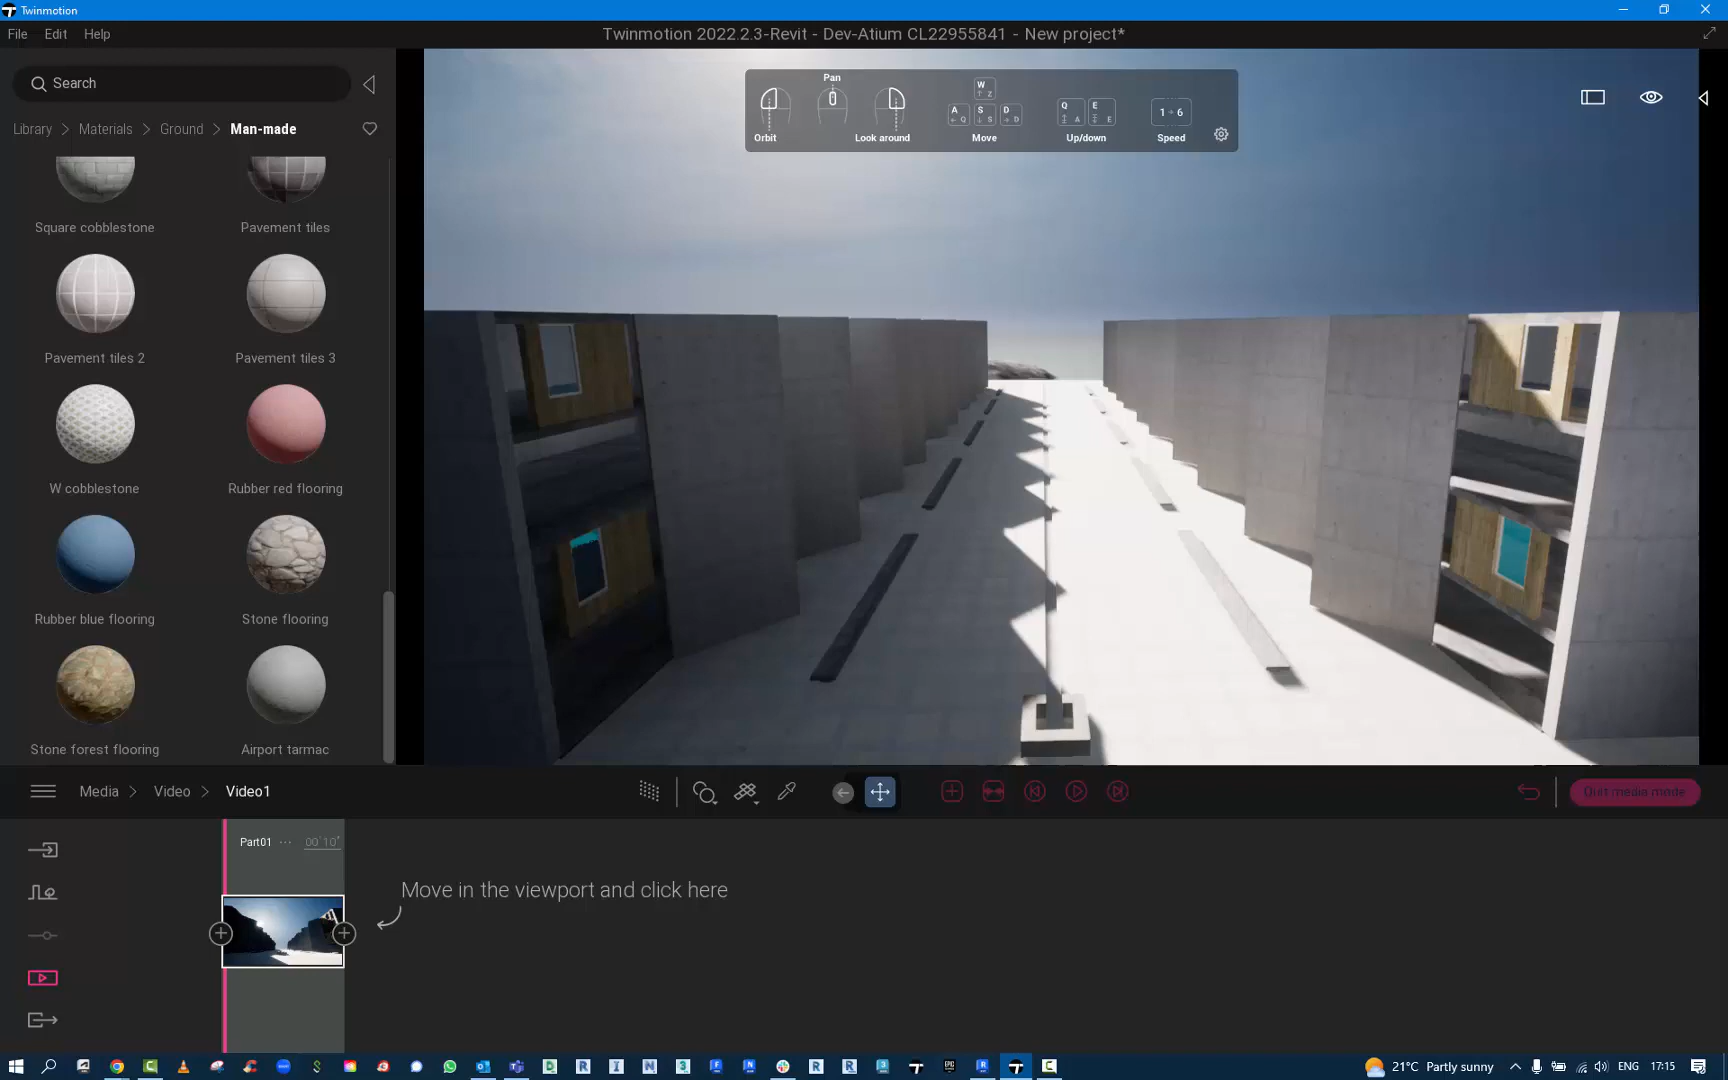 Twinmotion
File Edit Help
Twinmotion 2022.2.3-Revit - Dev-Atium CL22955841 - New project*
Search
Library Materials Ground Man-made
Square cobblestone Pavement tiles
Pavement tiles 2 Pavement tiles 3
W cobblestone Rubber red flooring
Rubber blue flooring Stone flooring
Stone forest flooring Airport tarmac
Pan
Orbit Look around
W
Z
A Q S S D D
Move
Q A E E
Up/down
1 6
Speed
Media Video Video1
Quit media mode
Part01 ··· 00'10"
Move in the viewport and click here
21°C Partly sunny
ENG 17:15